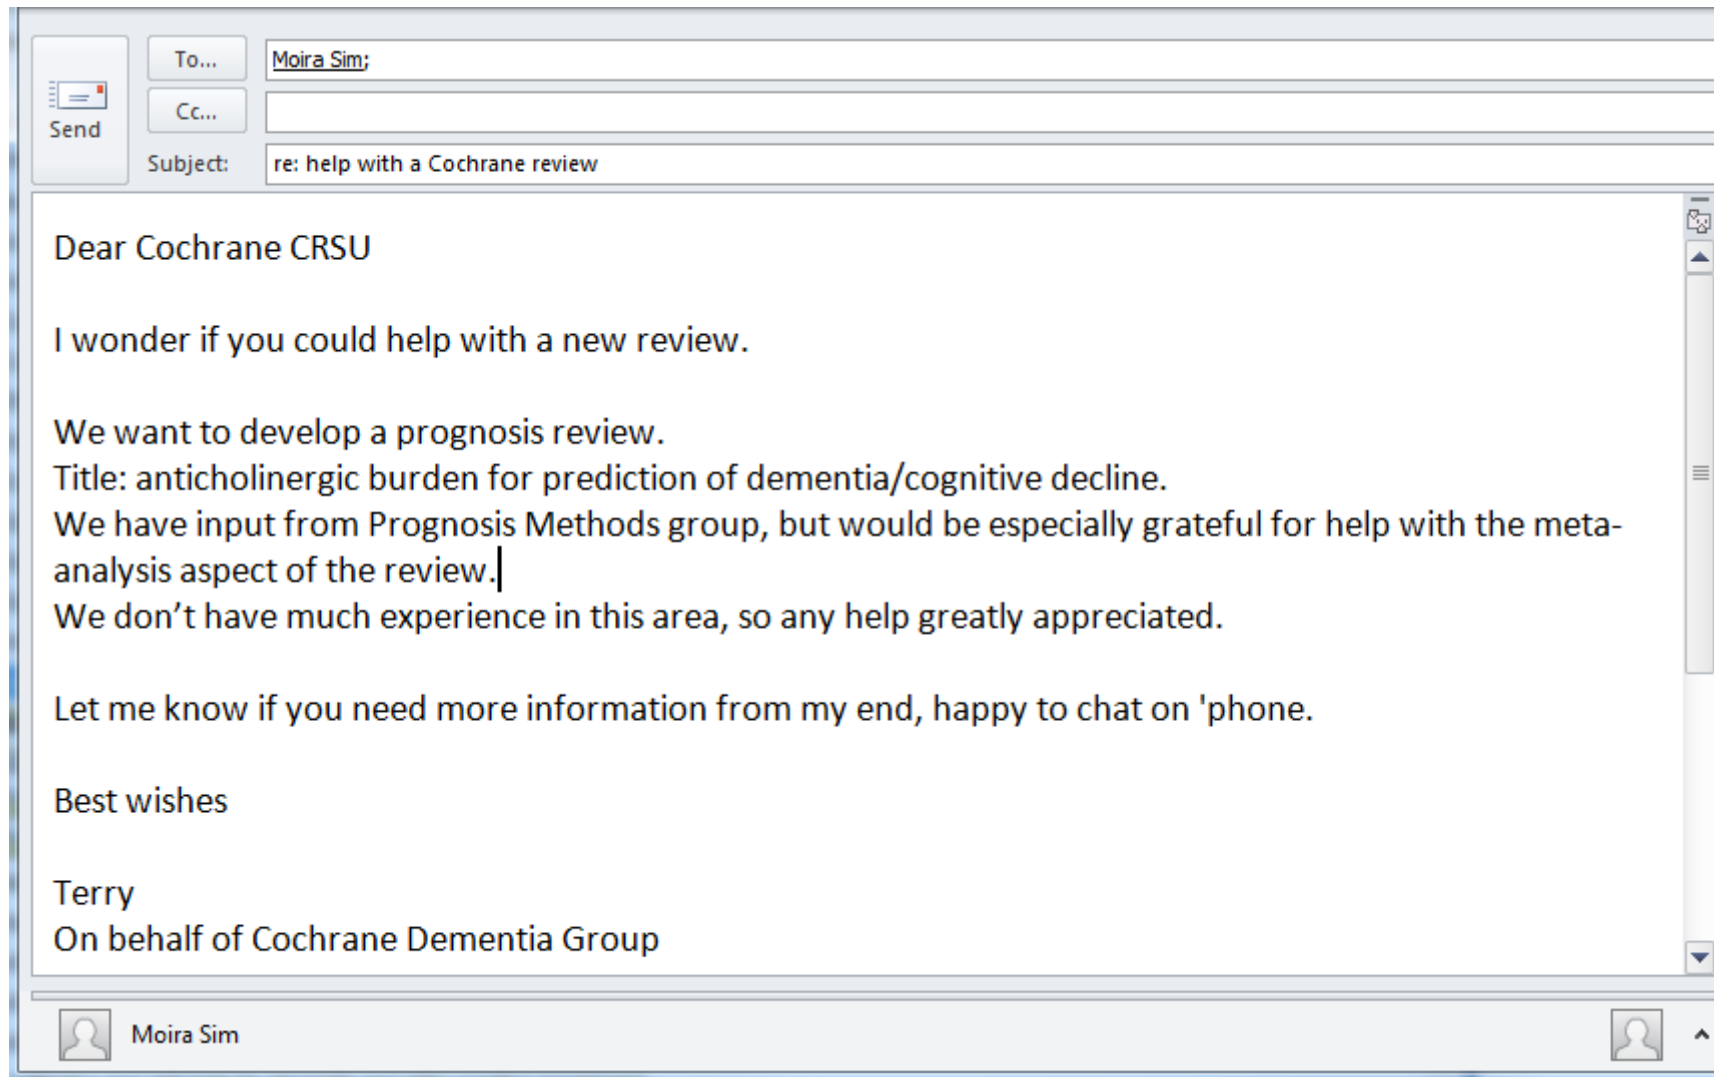 To...
Moira Sim;
Cc...
Send
Subject:
re: help with a Cochrane review
Dear Cochrane CRSU
I wonder if you could help with a new review.
We want to develop a prognosis review.
Title: anticholinergic burden for prediction of dementia/cognitive decline.
We have input from Prognosis Methods group, but would be especially grateful for help with the meta-
analysis aspect of the review.
We don’t have much experience in this area, so any help greatly appreciated.
Let me know if you need more information from my end, happy to chat on 'phone.
Best wishes
Terry
On behalf of Cochrane Dementia Group
Moira Sim